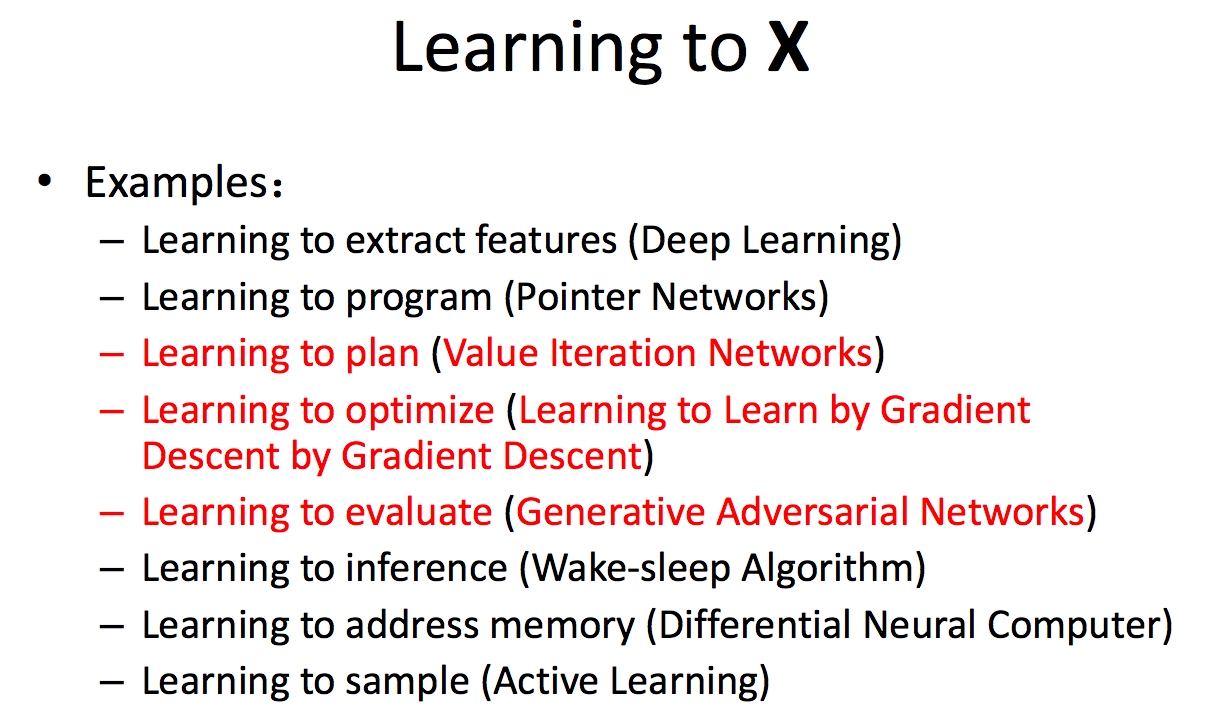 Learning to X
• Examples：
– Learning to extract features (Deep Learning)
– Learning to program (Pointer Networks)
– Learning to plan (Value Iteration Networks)
– Learning to optimize (Learning to Learn by Gradient
Descent by Gradient Descent)
– Learning to evaluate (Generative Adversarial Networks)
– Learning to inference (Wake-sleep Algorithm)
– Learning to address memory (Differential Neural Computer)
– Learning to sample (Active Learning)